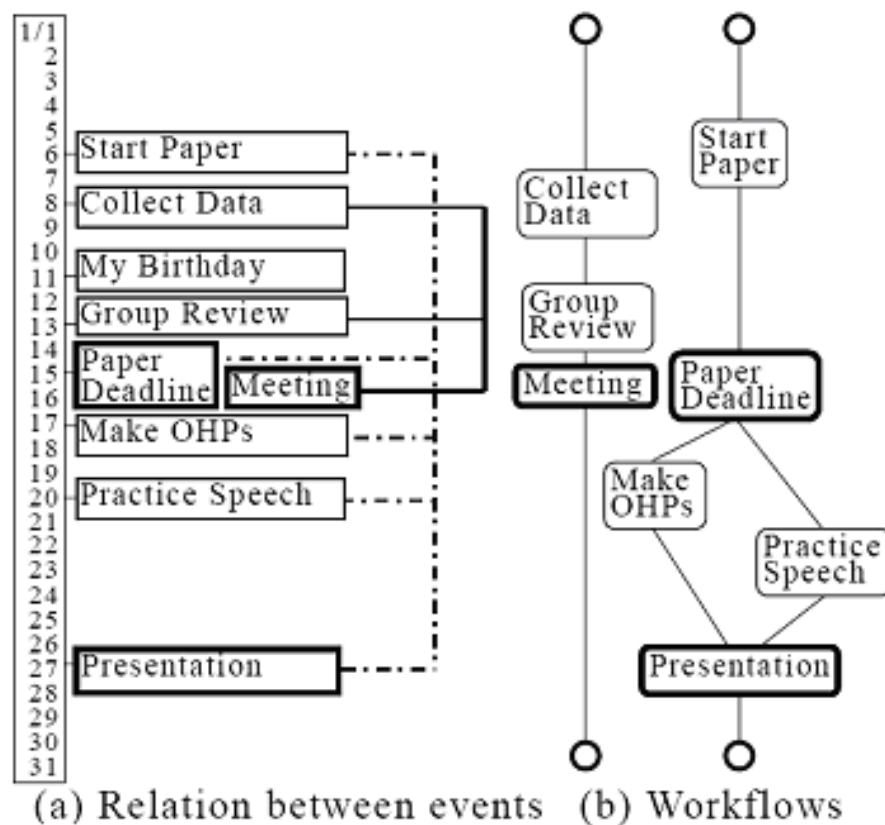 1/1
2
3
4
5
6
7
8
9
10
11
12
13
14
15
16
17
18
19
20
21
22
23
24
25
26
27
28
29
30
31
Start Paper
Collect Data
My Birthday
Group Review
Paper
Deadline
Meeting
Make OHPs
Practice Speech
Presentation
(a) Relation between events
Start
Paper
Collect
Data
Group
Review
Meeting
Paper
Deadline
Make
OHPs
Practice
Speech
Presentation
(b) Workflows